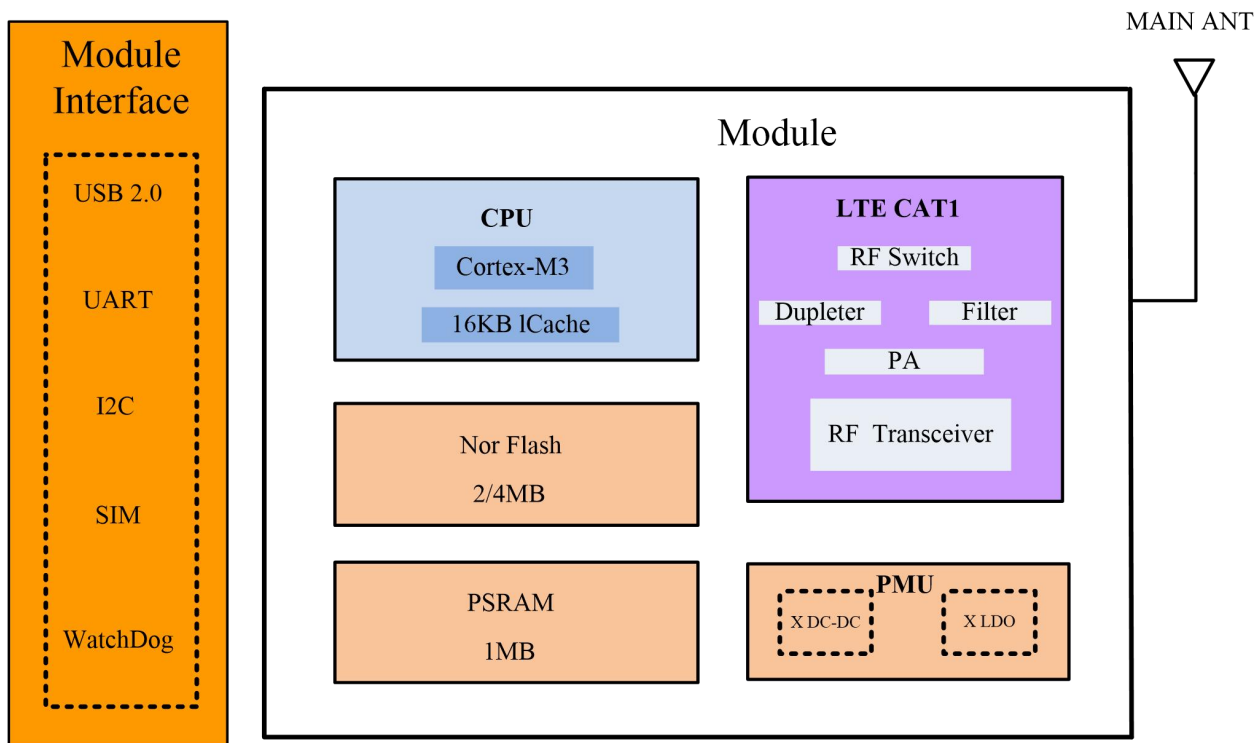 MAIN ANT
Module
Interface
USB 2.0
UART
I2C
SIM
WatchDog
Module
CPU
Cortex-M3
16KB lCache
Nor Flash
2/4MB
PSRAM
1MB
LTE CAT1
RF Switch
Dupleter
Filter
PA
RF Transceiver
PMU
X DC-DC
X LDO